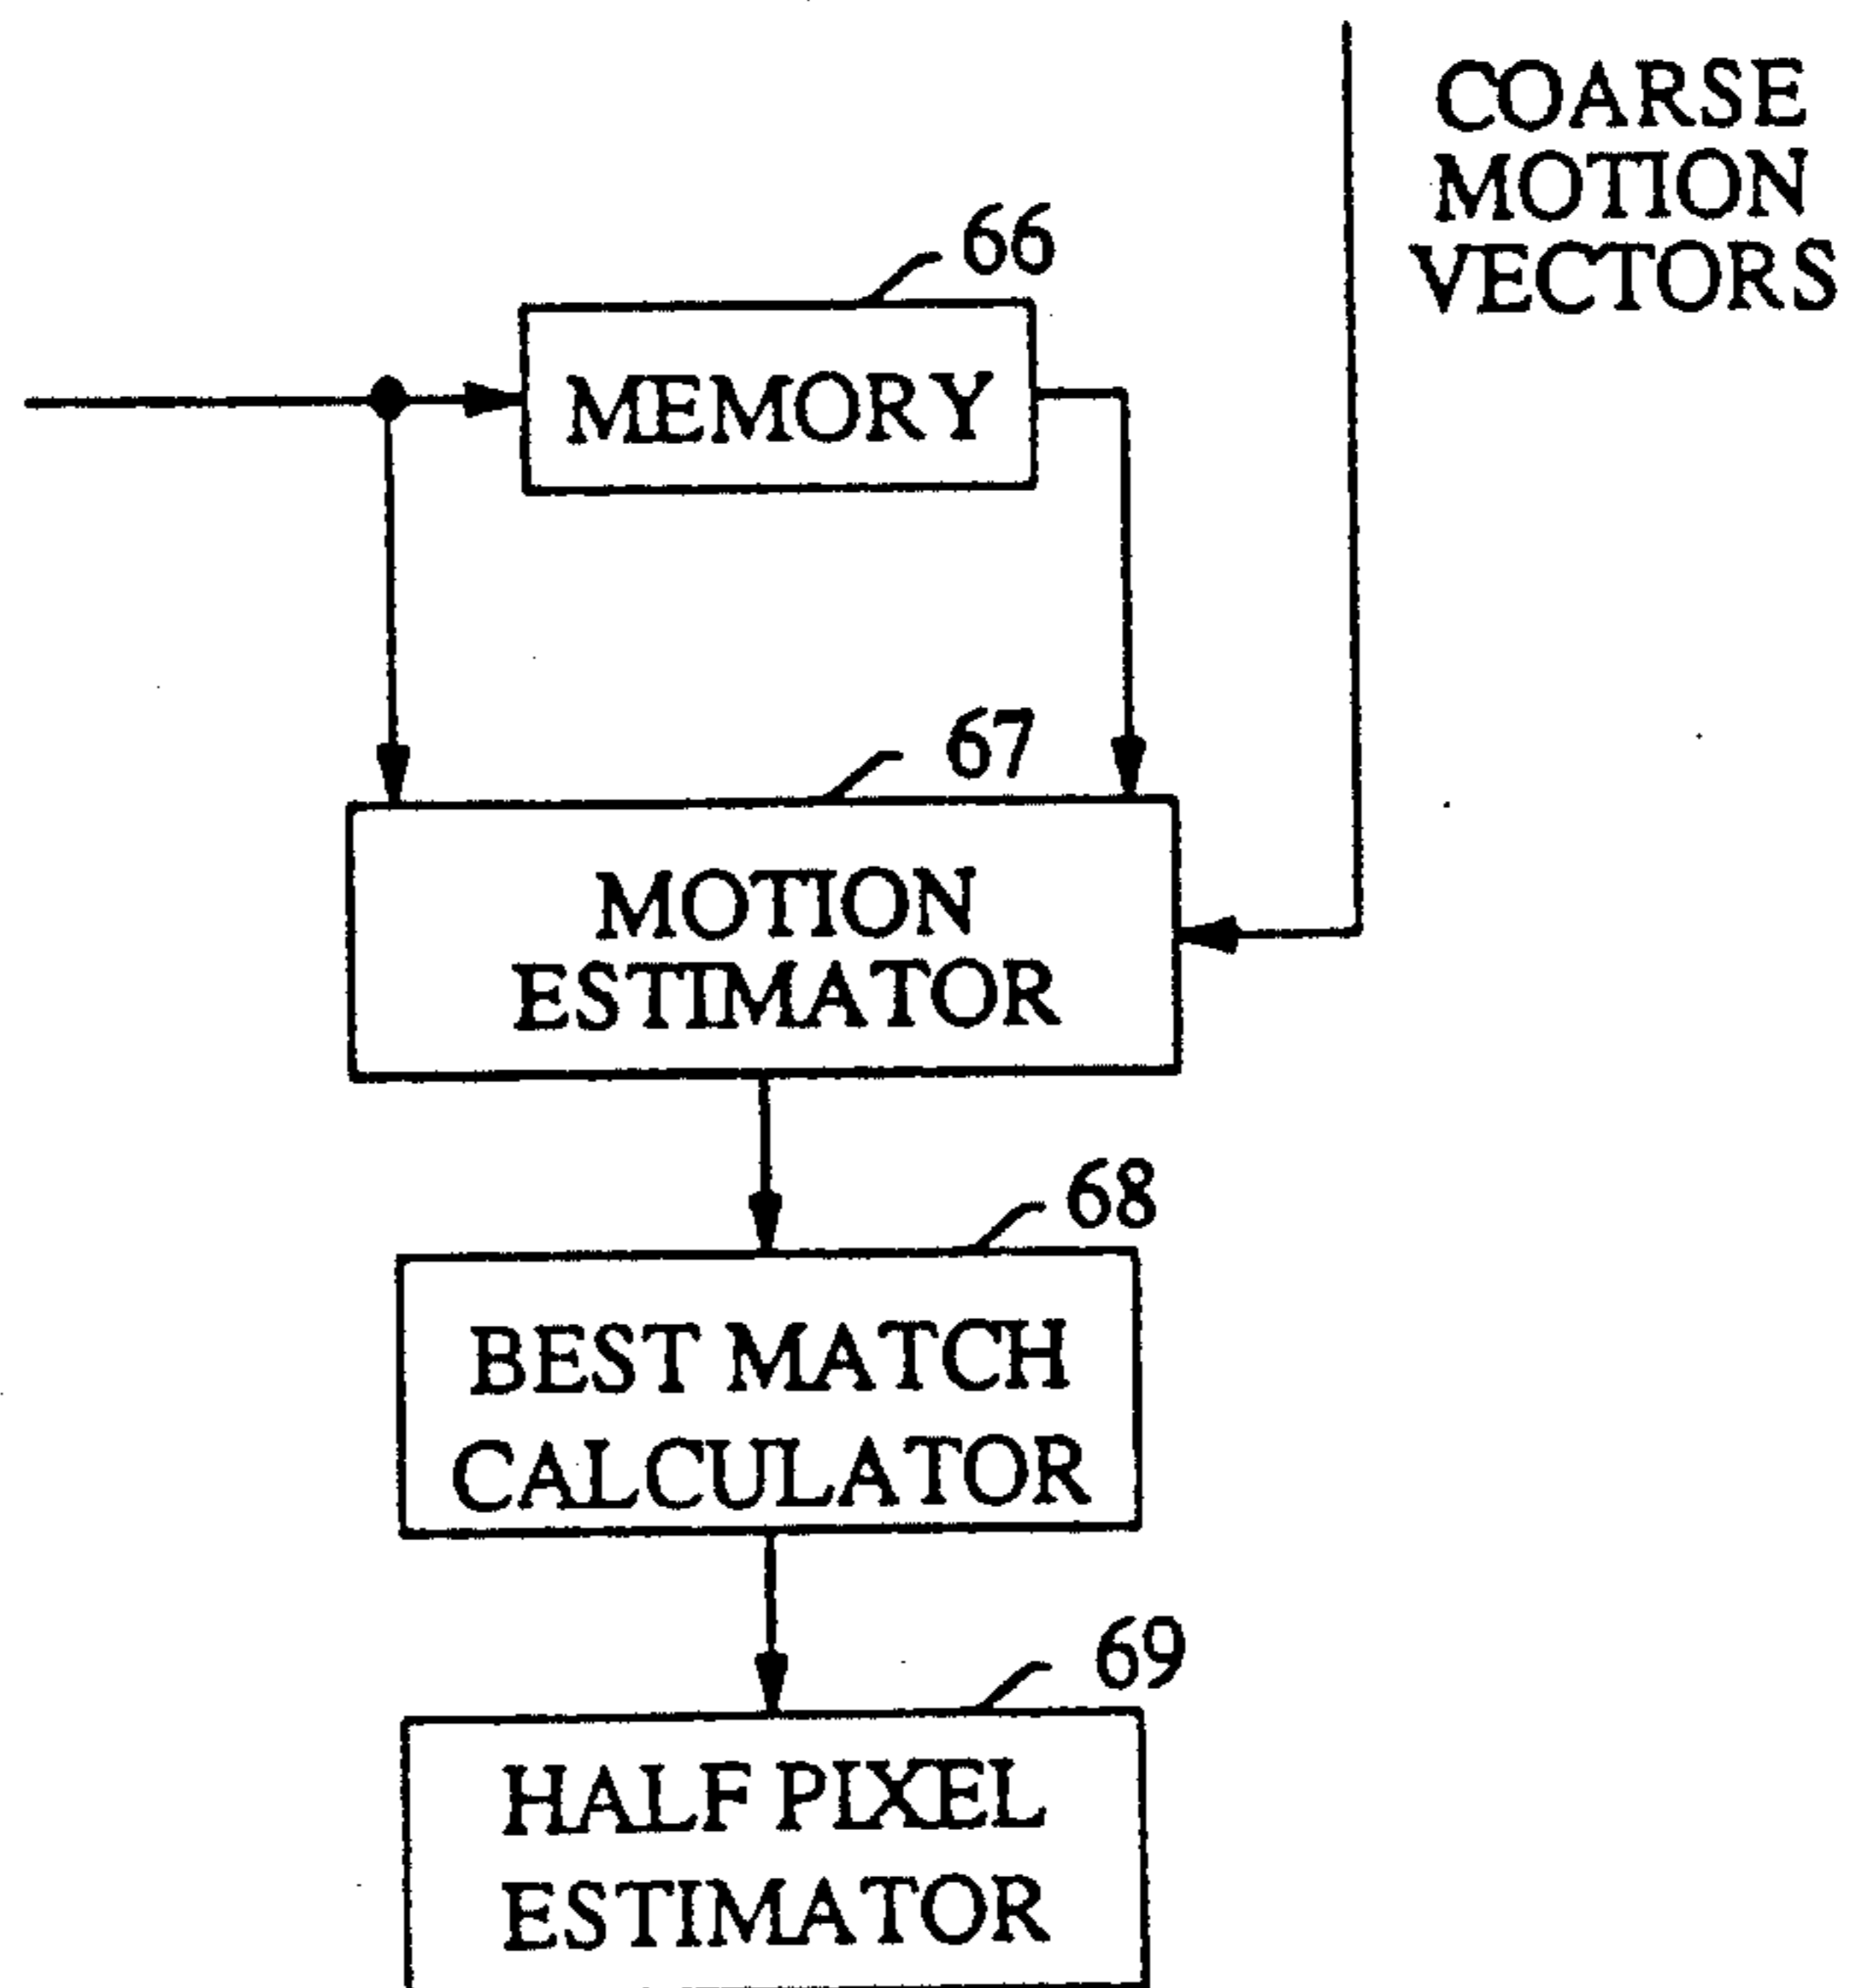 COARSE
MOTION
VECTORS
66
MEMORY
67
MOTION
ESTIMATOR
68
BEST MATCH
CALCULATOR
69
HALF PIXEL
ESTIMATOR